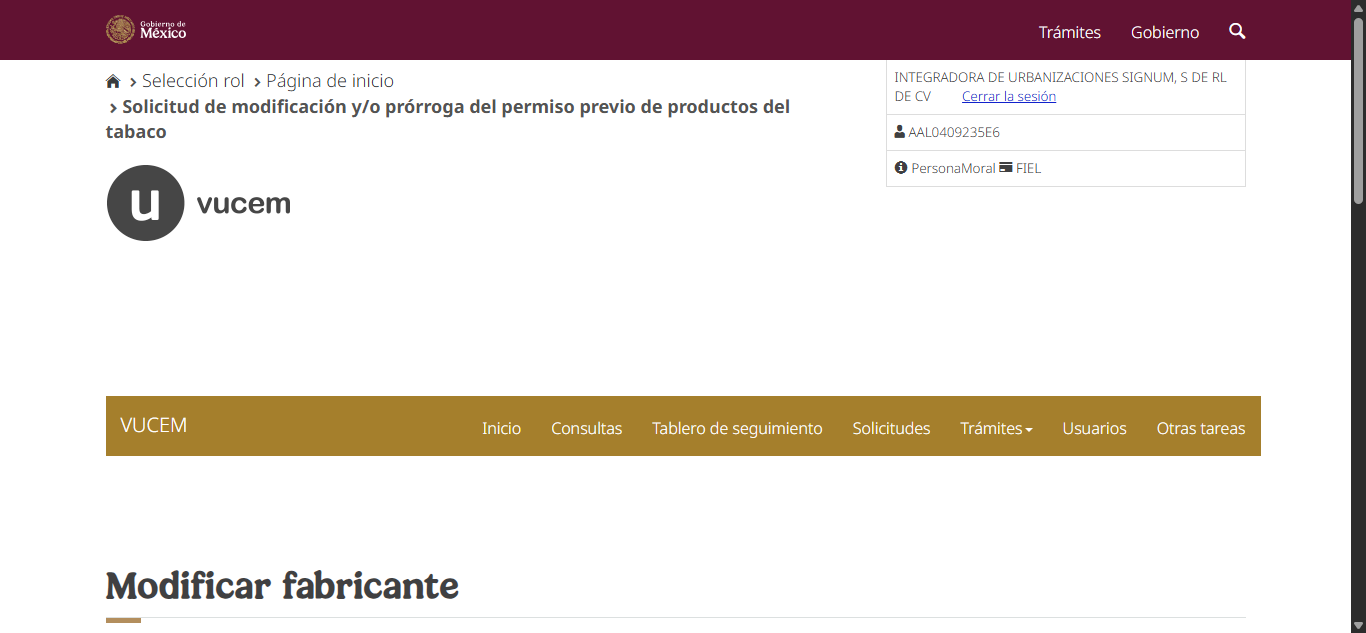 Gobierno de
México
Trámites
Gobierno
Selección rol
Página de inicio
Solicitud de modificación y/o prórroga del permiso previo de productos del
tabaco
INTEGRADORA DE URBANIZACIONES SIGNUM, S DE RL
DE CV Cerrar la sesión
AAL0409235E6
PersonaMoral FIEL
u vucem
VUCEM
Inicio
Consultas
Tablero de seguimiento
Solicitudes
Trámites
Usuarios
Otras tareas
Modificar fabricante